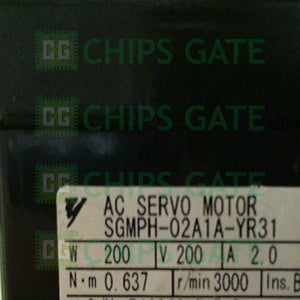 CHIPS GATE
CHIPS GATE
CHIPS GATE
AC SERVO MOTOR
SGMPH-02A1A-YR31
W 200 V 200 A 2.0
N·m 0.637 r/min 3000 Ins. B
CHIPS GATE